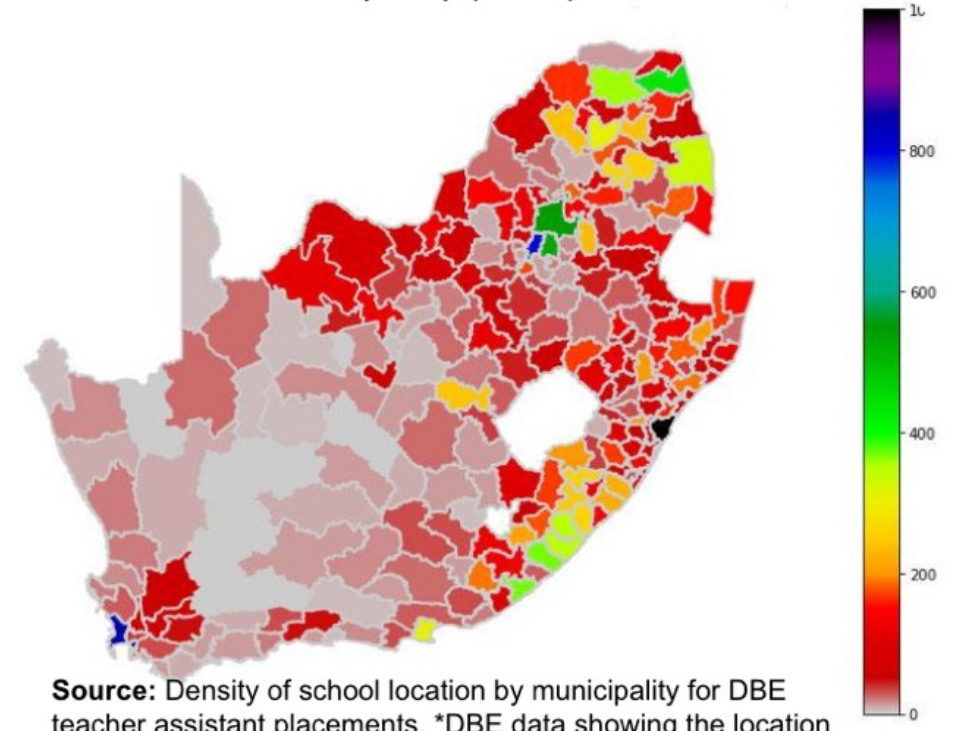 800
600
400
200
0
Source: Density of school location by municipality for DBE
teacher assistant placements. *DBE data showing the location